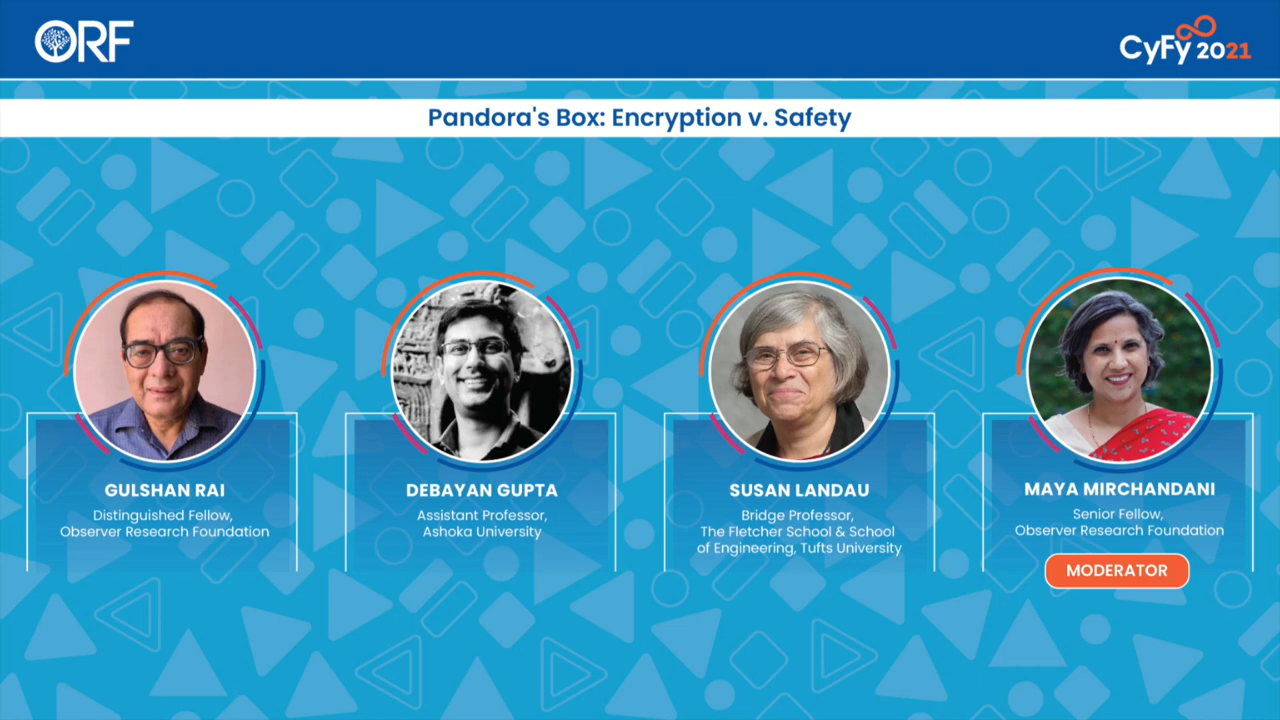 ORF
CyFy 2021
Pandora's Box: Encryption v. Safety
GULSHAN RAI
Distinguished Fellow,
Observer Research Foundation
DEBAYAN GUPTA
Assistant Professor,
Ashoka University
SUSAN LANDAU
Bridge Professor,
The Fletcher School & School
of Engineering, Tufts University
MAYA MIRCHANDANI
Senior Fellow,
Observer Research Foundation
MODERATOR